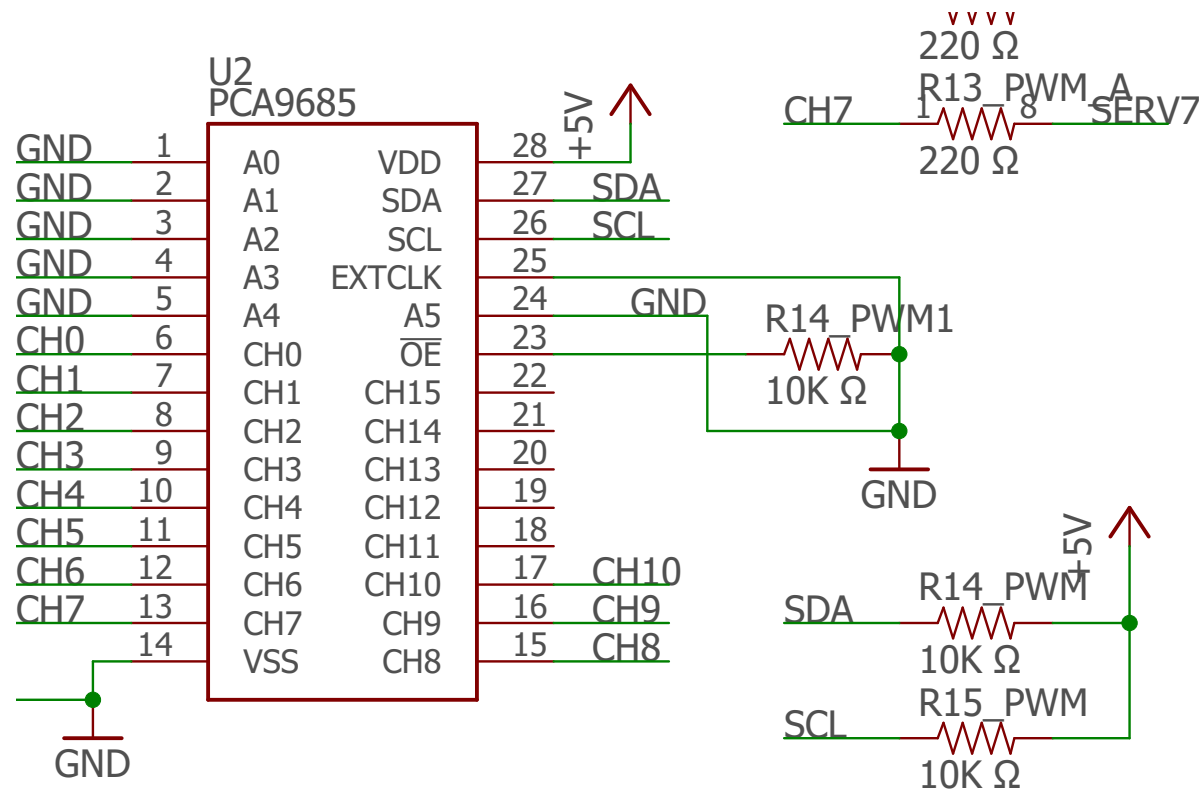 220 Ω
U2
PCA9685
R13_PWM_A
CH7 1 8 SERV7
220 Ω
+5V
GND 1 A0 VDD 28
GND 2 A1 SDA 27 SDA
GND 3 A2 SCL 26 SCL
GND 4 A3 EXTCLK 25
GND 5 A4 A5 24 GND
CH0 6 CH0 OE 23
R14_PWM1
10K Ω
CH1 7 CH1 CH15 22
CH2 8 CH2 CH14 21
CH3 9 CH3 CH13 20
CH4 10 CH4 CH12 19
GND
CH5 11 CH5 CH11 18
CH6 12 CH6 CH10 17 CH10
CH7 13 CH7 CH9 16 CH9
14 VSS CH8 15 CH8
GND
+5V
R14_PWM
SDA
10K Ω
R15_PWM
SCL
10K Ω